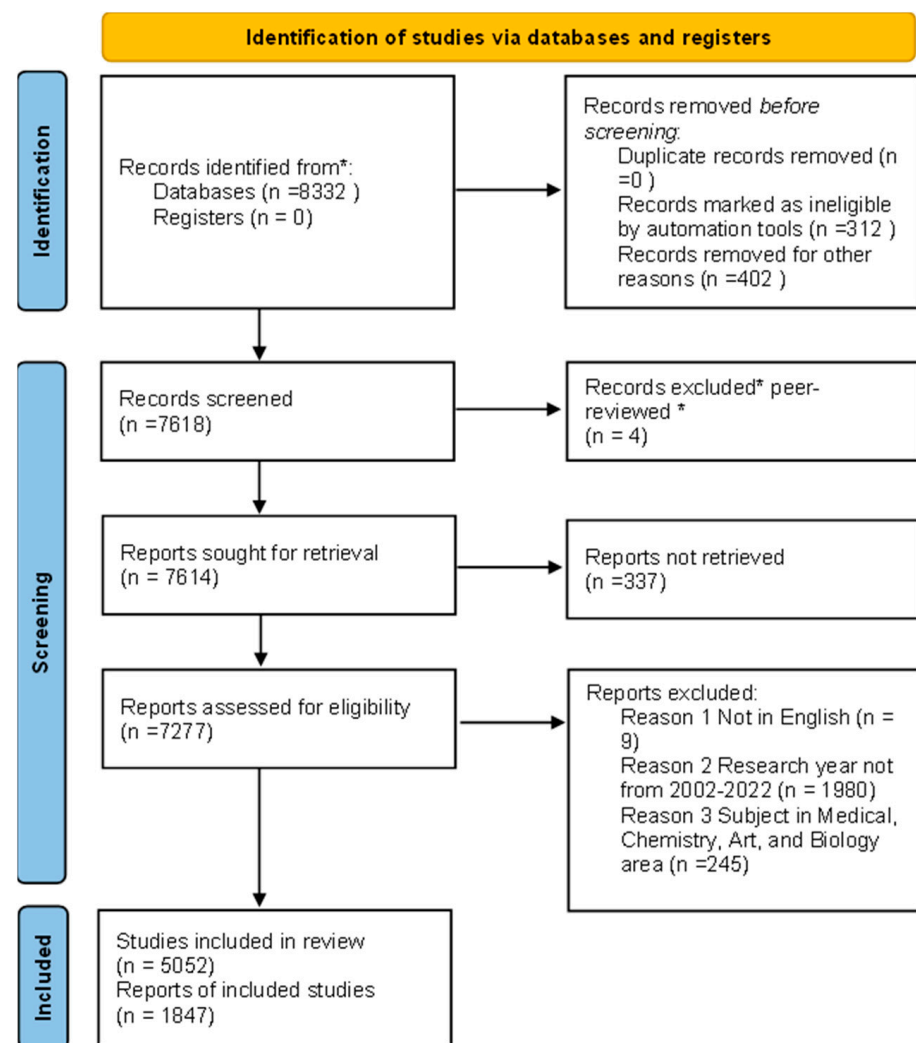 Identification of studies via databases and registers
Identification
Records identified from*:
Databases (n =8332 )
Registers (n = 0)
Records removed before
screening:
Duplicate records removed (n
=0 )
Records marked as ineligible
by automation tools (n =312 )
Records removed for other
reasons (n =402 )
Screening
Records screened
(n =7618)
Records excluded* peer-
reviewed *
(n = 4)
Reports sought for retrieval
(n = 7614)
Reports not retrieved
(n =337)
Reports assessed for eligibility
(n =7277)
Reports excluded:
Reason 1 Not in English (n =
9)
Reason 2 Research year not
from 2002-2022 (n = 1980)
Reason 3 Subject in Medical,
Chemistry, Art, and Biology
area (n =245)
Included
Studies included in review
(n = 5052)
Reports of included studies
(n = 1847)